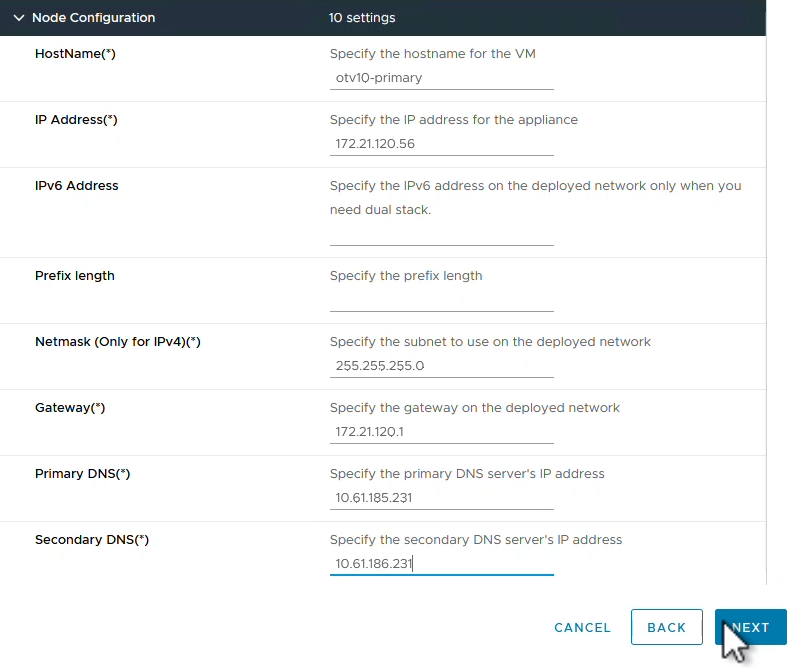 Node Configuration 10 settings
HostName(*) Specify the hostname for the VM
otv10-primary
IP Address(*) Specify the IP address for the appliance
172.21.120.56
IPv6 Address Specify the IPv6 address on the deployed network only when you
need dual stack.
Prefix length Specify the prefix length
Netmask (Only for IPv4)(*) Specify the subnet to use on the deployed network
255.255.255.0
Gateway(*) Specify the gateway on the deployed network
172.21.120.1
Primary DNS(*) Specify the primary DNS server's IP address
10.61.185.231
Secondary DNS(*) Specify the secondary DNS server's IP address
10.61.186.231
CANCEL BACK NEXT